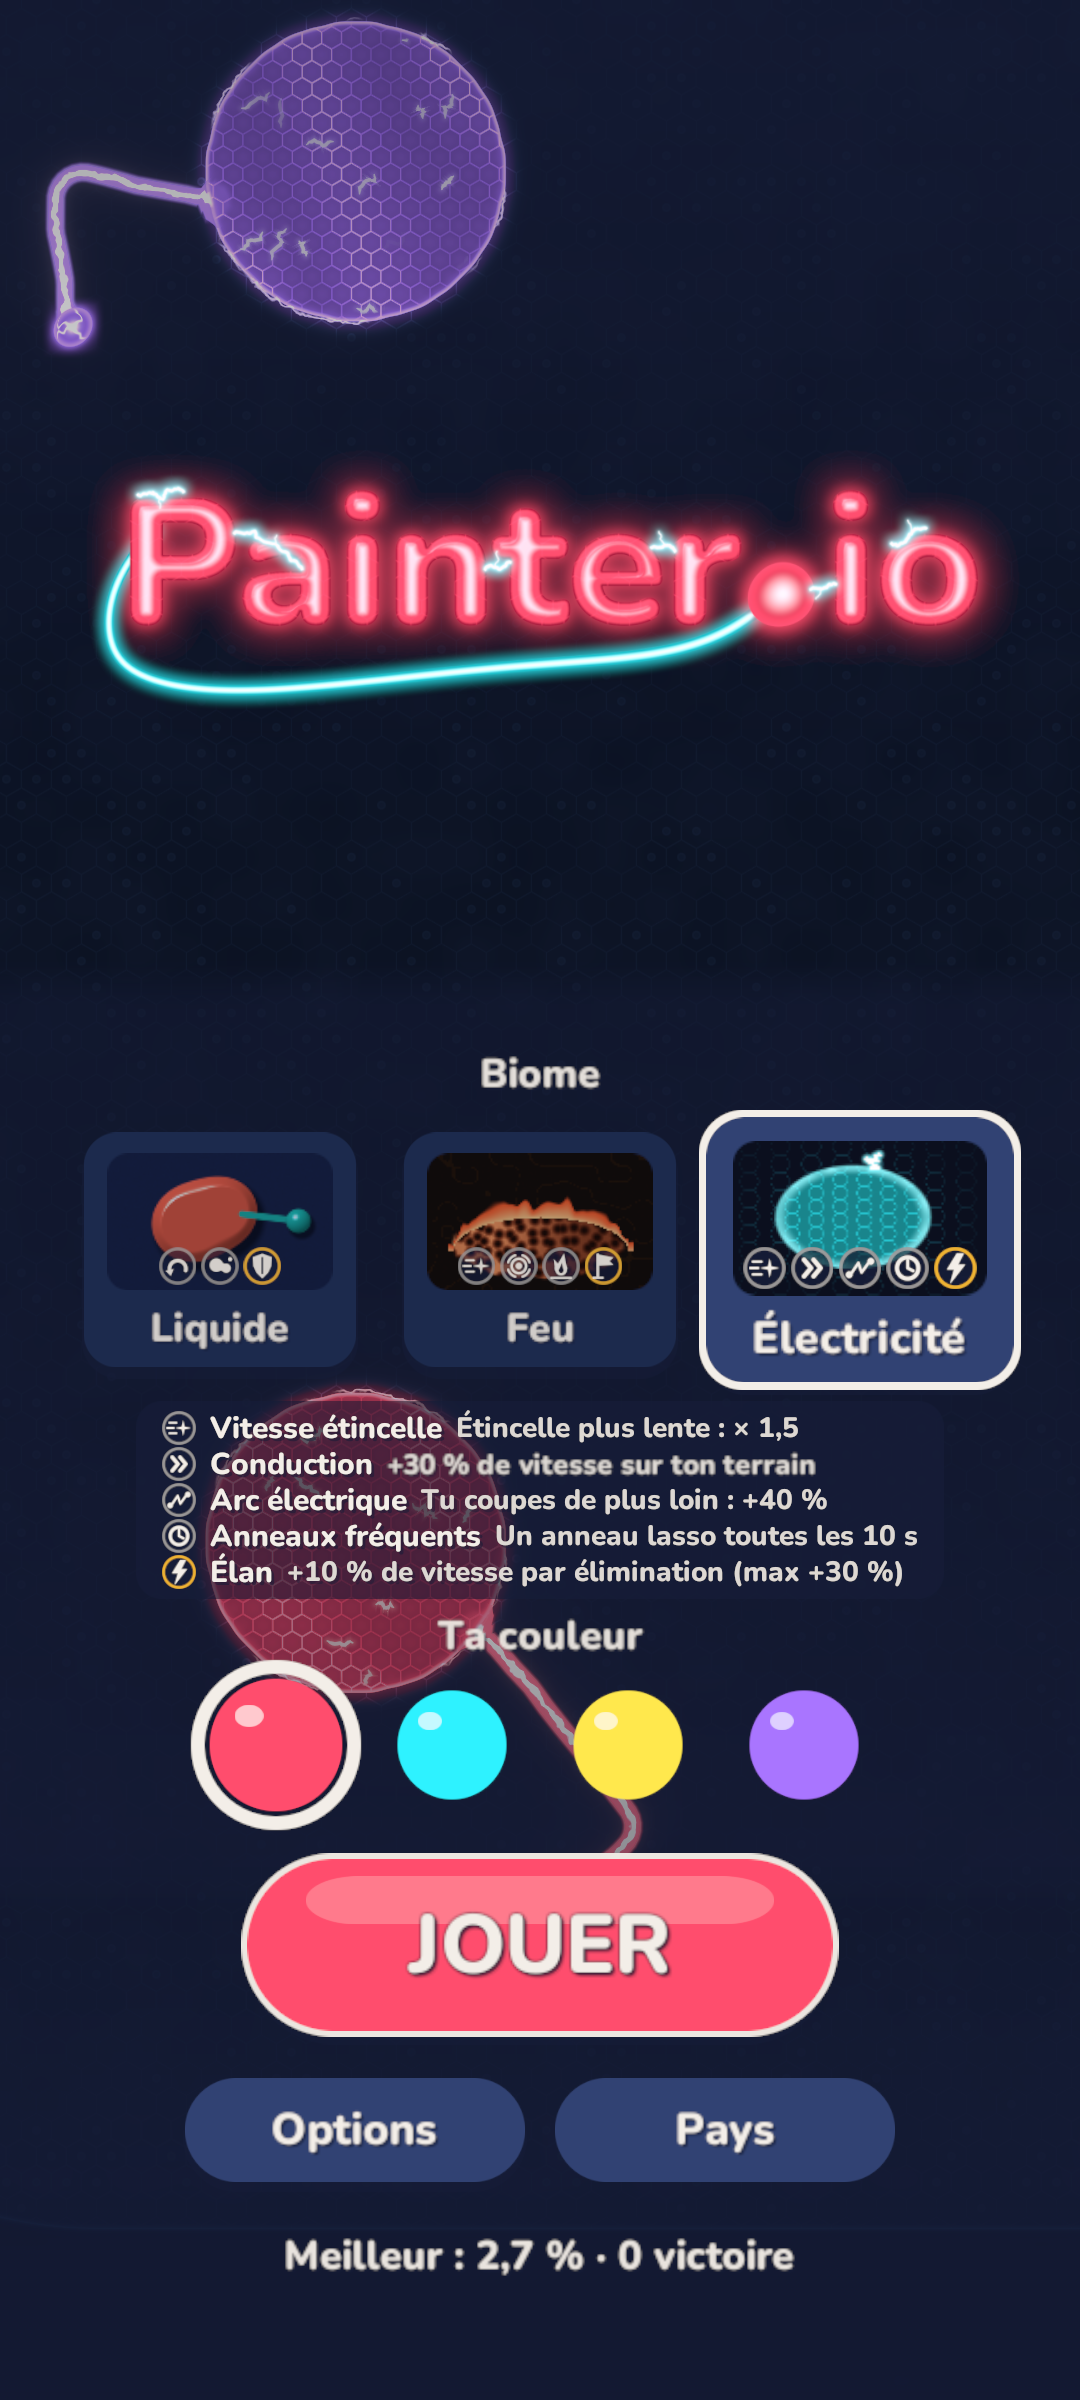 Painter.io
Biome
Liquide
Feu
Électricité
Vitesse étincelle Étincelle plus lente : × 1,5
Conduction +30 % de vitesse sur ton terrain
Arc électrique Tu coupes de plus loin : +40 %
Anneaux fréquents Un anneau lasso toutes les 10 s
Élan +10 % de vitesse par élimination (max +30 %)
Ta couleur
JOUER
Options
Pays
Meilleur : 2,7 % · 0 victoire